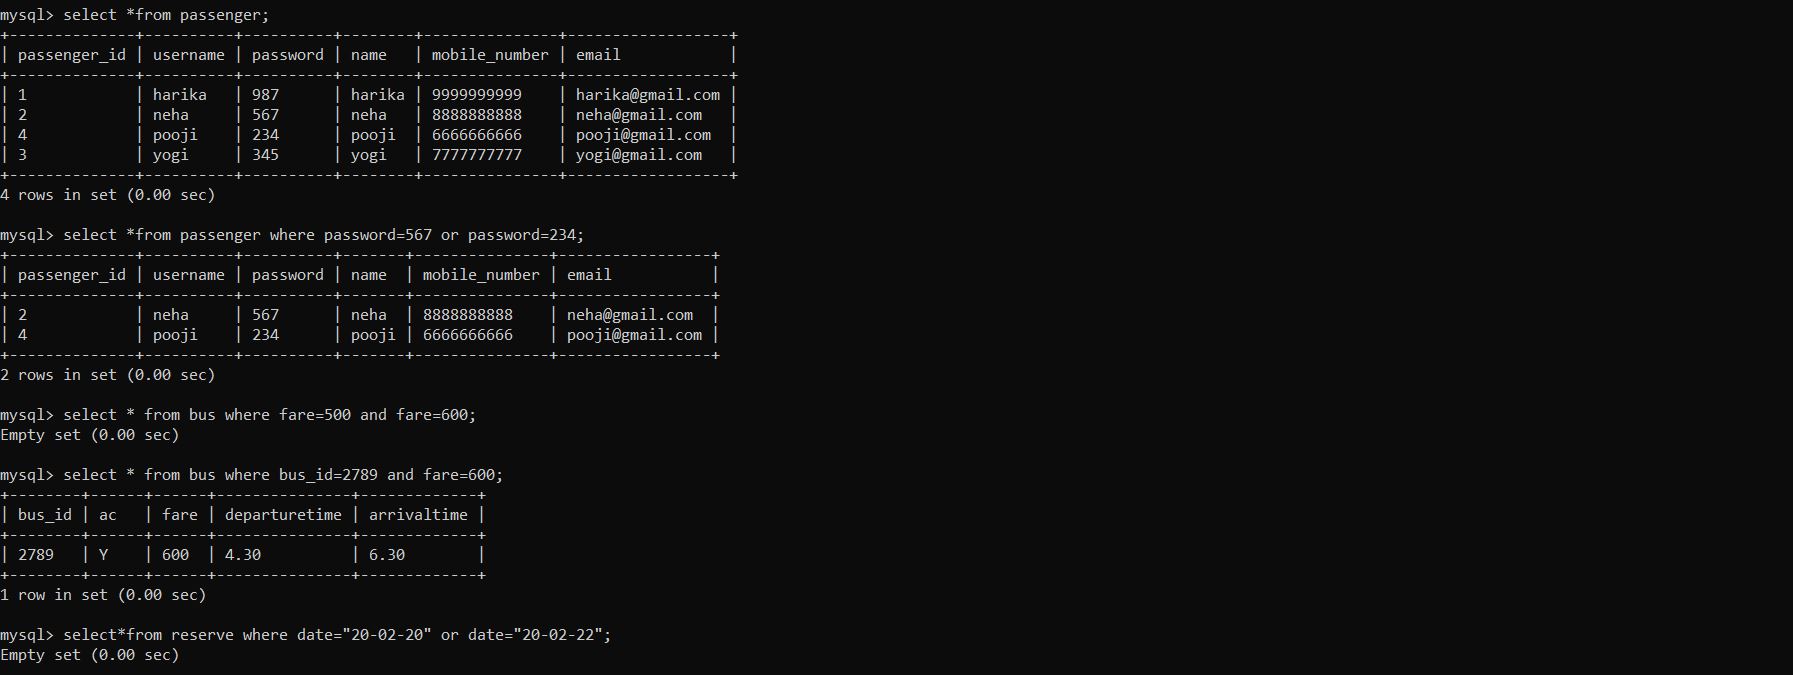 mysql> select *from passenger;
+--------------+----------+----------+--------+---------------+------------------+
| passenger_id | username | password | name   | mobile_number | email            |
+--------------+----------+----------+--------+---------------+------------------+
| 1            | harika   | 987      | harika | 9999999999    | harika@gmail.com |
| 2            | neha     | 567      | neha   | 8888888888    | neha@gmail.com   |
| 4            | pooji    | 234      | pooji  | 6666666666    | pooji@gmail.com  |
| 3            | yogi     | 345      | yogi   | 7777777777    | yogi@gmail.com   |
+--------------+----------+----------+--------+---------------+------------------+
4 rows in set (0.00 sec)
mysql> select *from passenger where password=567 or password=234;
+--------------+----------+----------+-------+---------------+-----------------+
| passenger_id | username | password | name  | mobile_number | email           |
+--------------+----------+----------+-------+---------------+-----------------+
| 2            | neha     | 567      | neha  | 8888888888    | neha@gmail.com  |
| 4            | pooji    | 234      | pooji | 6666666666    | pooji@gmail.com |
+--------------+----------+----------+-------+---------------+-----------------+
2 rows in set (0.00 sec)
mysql> select * from bus where fare=500 and fare=600;
Empty set (0.00 sec)
mysql> select * from bus where bus_id=2789 and fare=600;
+--------+------+------+---------------+-------------+
| bus_id | ac   | fare | departuretime | arrivaltime |
+--------+------+------+---------------+-------------+
| 2789   | Y    | 600  | 4.30          | 6.30        |
+--------+------+------+---------------+-------------+
1 row in set (0.00 sec)
mysql> select*from reserve where date="20-02-20" or date="20-02-22";
Empty set (0.00 sec)